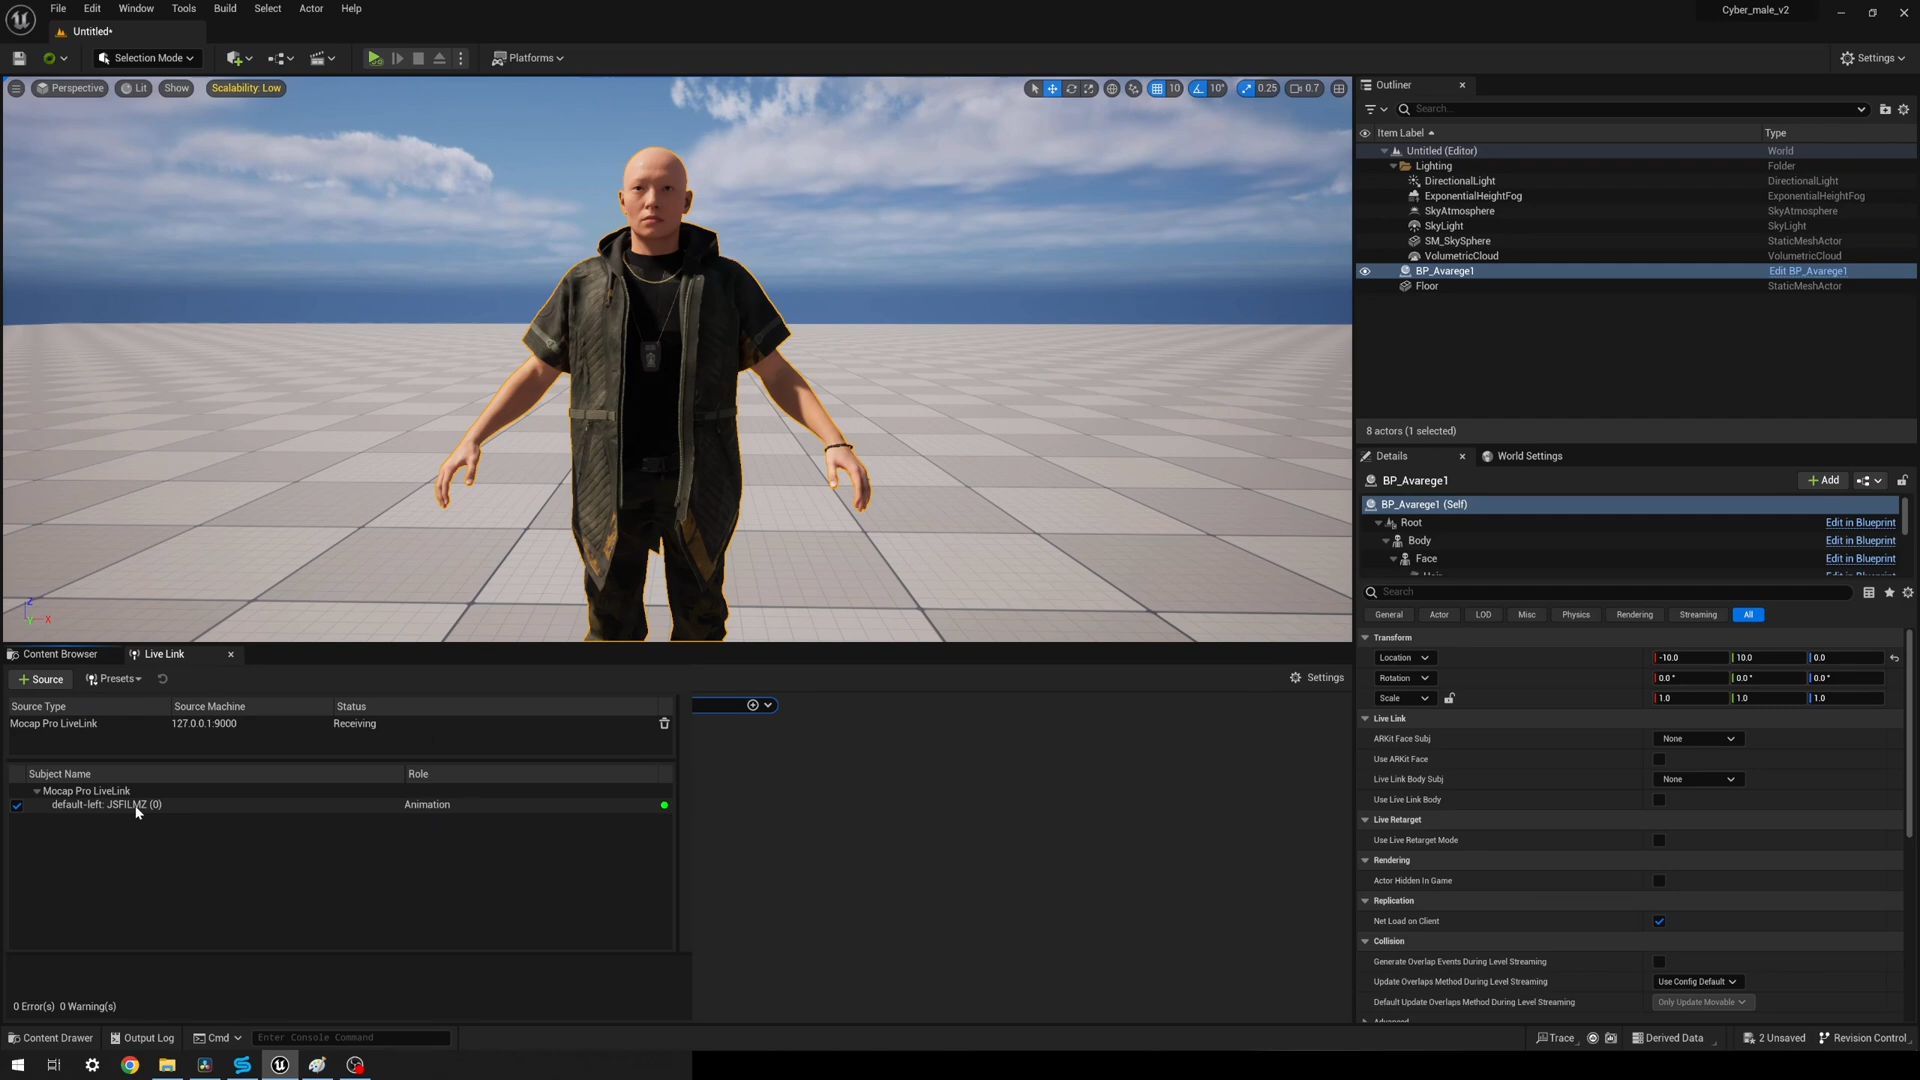 File Edit Window Tools Build Select Actor Help
Cyber_male_v2
Untitled*
Selection Mode
Platforms
Settings
Perspective Lit Show Scalability: Low
10 10° 0.25 0.7
Outliner
Search...
Item Label Type
Untitled (Editor) World
Lighting Folder
DirectionalLight DirectionalLight
ExponentialHeightFog ExponentialHeightFog
SkyAtmosphere SkyAtmosphere
SkyLight SkyLight
SM_SkySphere StaticMeshActor
VolumetricCloud VolumetricCloud
BP_Avarege1 Edit BP_Avarege1
Floor StaticMeshActor
8 actors (1 selected)
Details World Settings
BP_Avarege1 Add
BP_Avarege1 (Self)
Root Edit in Blueprint
Body Edit in Blueprint
Face Edit in Blueprint
Search
General Actor LOD Misc Physics Rendering Streaming All
Transform
Location -10.0 10.0 0.0
Rotation 0.0° 0.0° 0.0°
Scale 1.0 1.0 1.0
Live Link
ARKit Face Subj None
Use ARKit Face
Live Link Body Subj None
Use Live Link Body
Live Retarget
Use Live Retarget Mode
Rendering
Actor Hidden In Game
Replication
Net Load on Client
Collision
Generate Overlap Events During Level Streaming
Update Overlaps Method During Level Streaming Use Config Default
Default Update Overlaps Method During Level Streaming Only Update Movable
Z
X
Content Browser Live Link
Source Presets Settings
Source Type Source Machine Status
Mocap Pro LiveLink 127.0.0.1:9000 Receiving
Subject Name Role
Mocap Pro LiveLink
default-left: JSFILMZ (0) Animation
0 Error(s) 0 Warning(s)
Content Drawer Output Log Cmd Enter Console Command
Trace Derived Data 2 Unsaved Revision Control